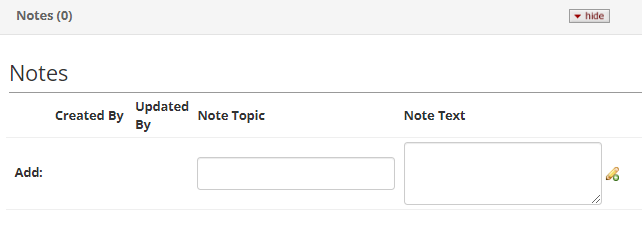 Notes (0)
hide
Notes
Created By
Updated By
Note Topic
Note Text
Add: